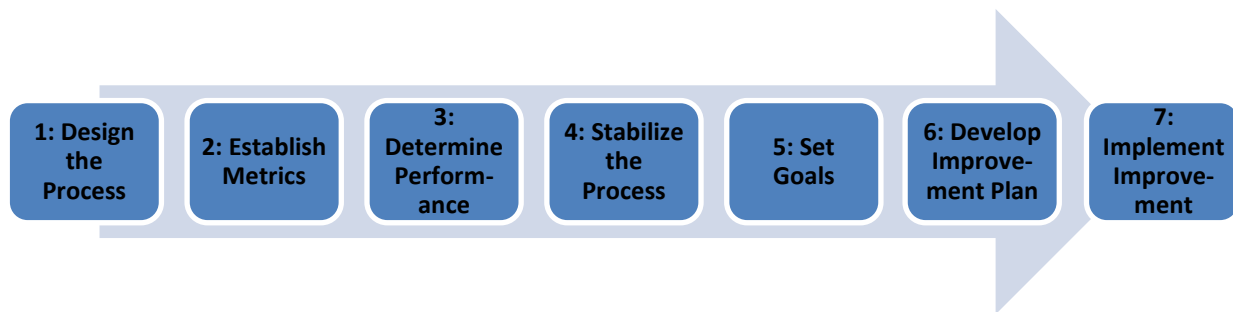 1: Design
the
Process
2: Establish
Metrics
3:
Determine
Perform-
ance
4: Stabilize
the
Process
5: Set
Goals
6: Develop
Improve-
ment Plan
7:
Implement
Improve-
ment